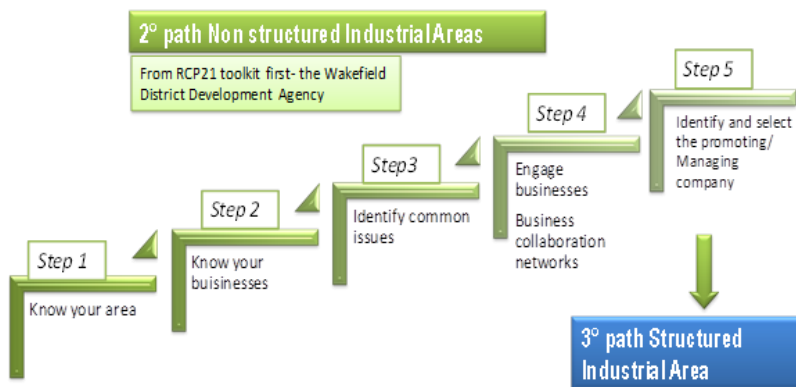 2° path Non structured Industrial Areas
From RCP21 toolkit first- the Wakefield
District Development Agency
Step 1
Know your area
Step 2
Know your
buisinesses
Step3
Identify common
issues
Step 4
Engage
businesses
Business
collaboration
networks
Step 5
Identify and select
the promoting/
Managing
company
3° path Structured
Industrial Area